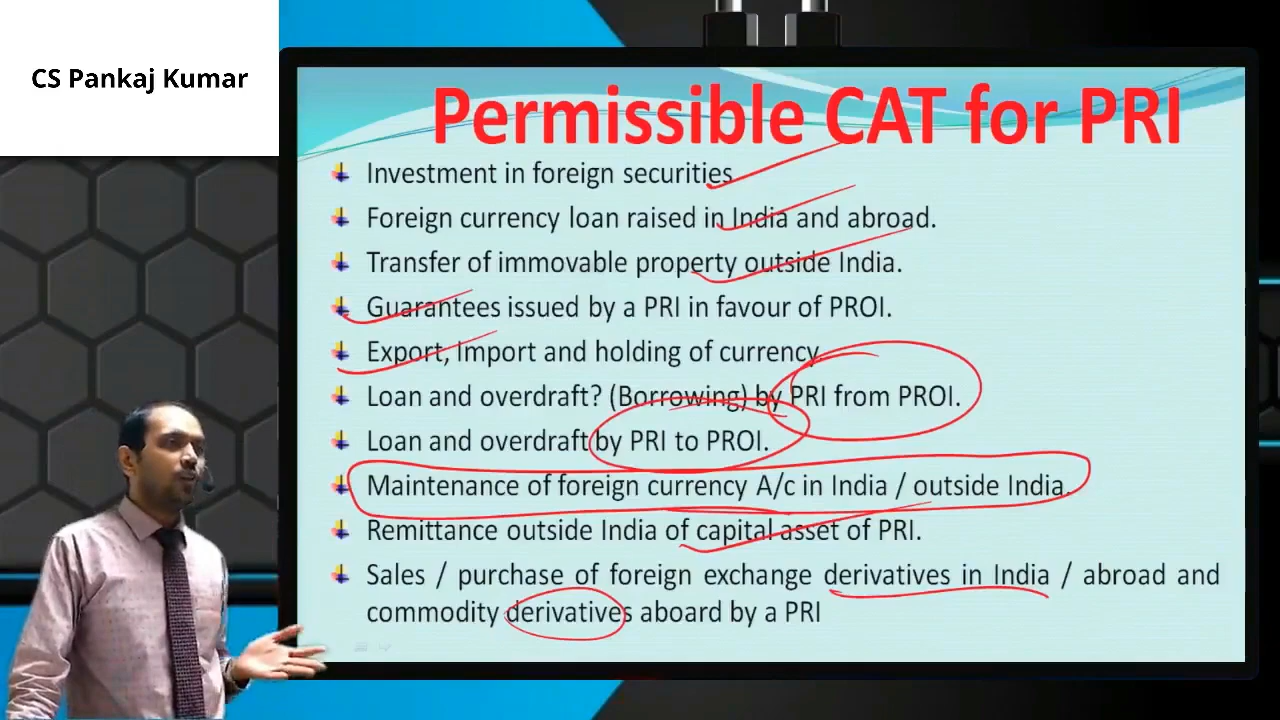 CS Pankaj Kumar
Permissible CAT for PRI
Investment in foreign securities
Foreign currency loan raised in India and abroad.
Transfer of immovable property outside India.
Guarantees issued by a PRI in favour of PROI.
Export, Import and holding of currency.
Loan and overdraft? (Borrowing) by PRI from PROI.
Loan and overdraft by PRI to PROI.
Maintenance of foreign currency A/c in India / outside India.
Remittance outside India of capital asset of PRI.
Sales / purchase of foreign exchange derivatives in India / abroad and
commodity derivatives aboard by a PRI